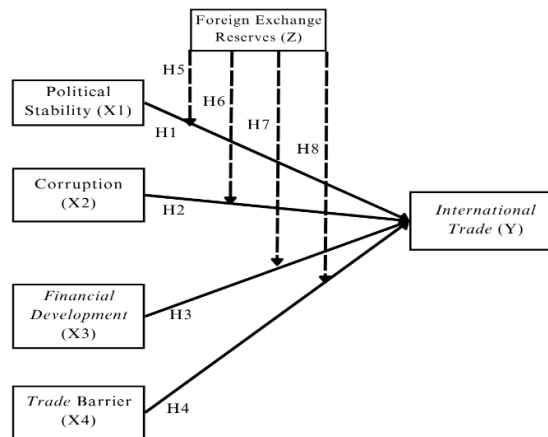 Foreign Exchange
Reserves (Z)
H5
Political
Stability (X1)
H6
H7
H1
H8
Corruption
(X2)
H2
International
Trade (Y)
Financial
Development
(X3)
H3
Trade Barrier
(X4)
H4